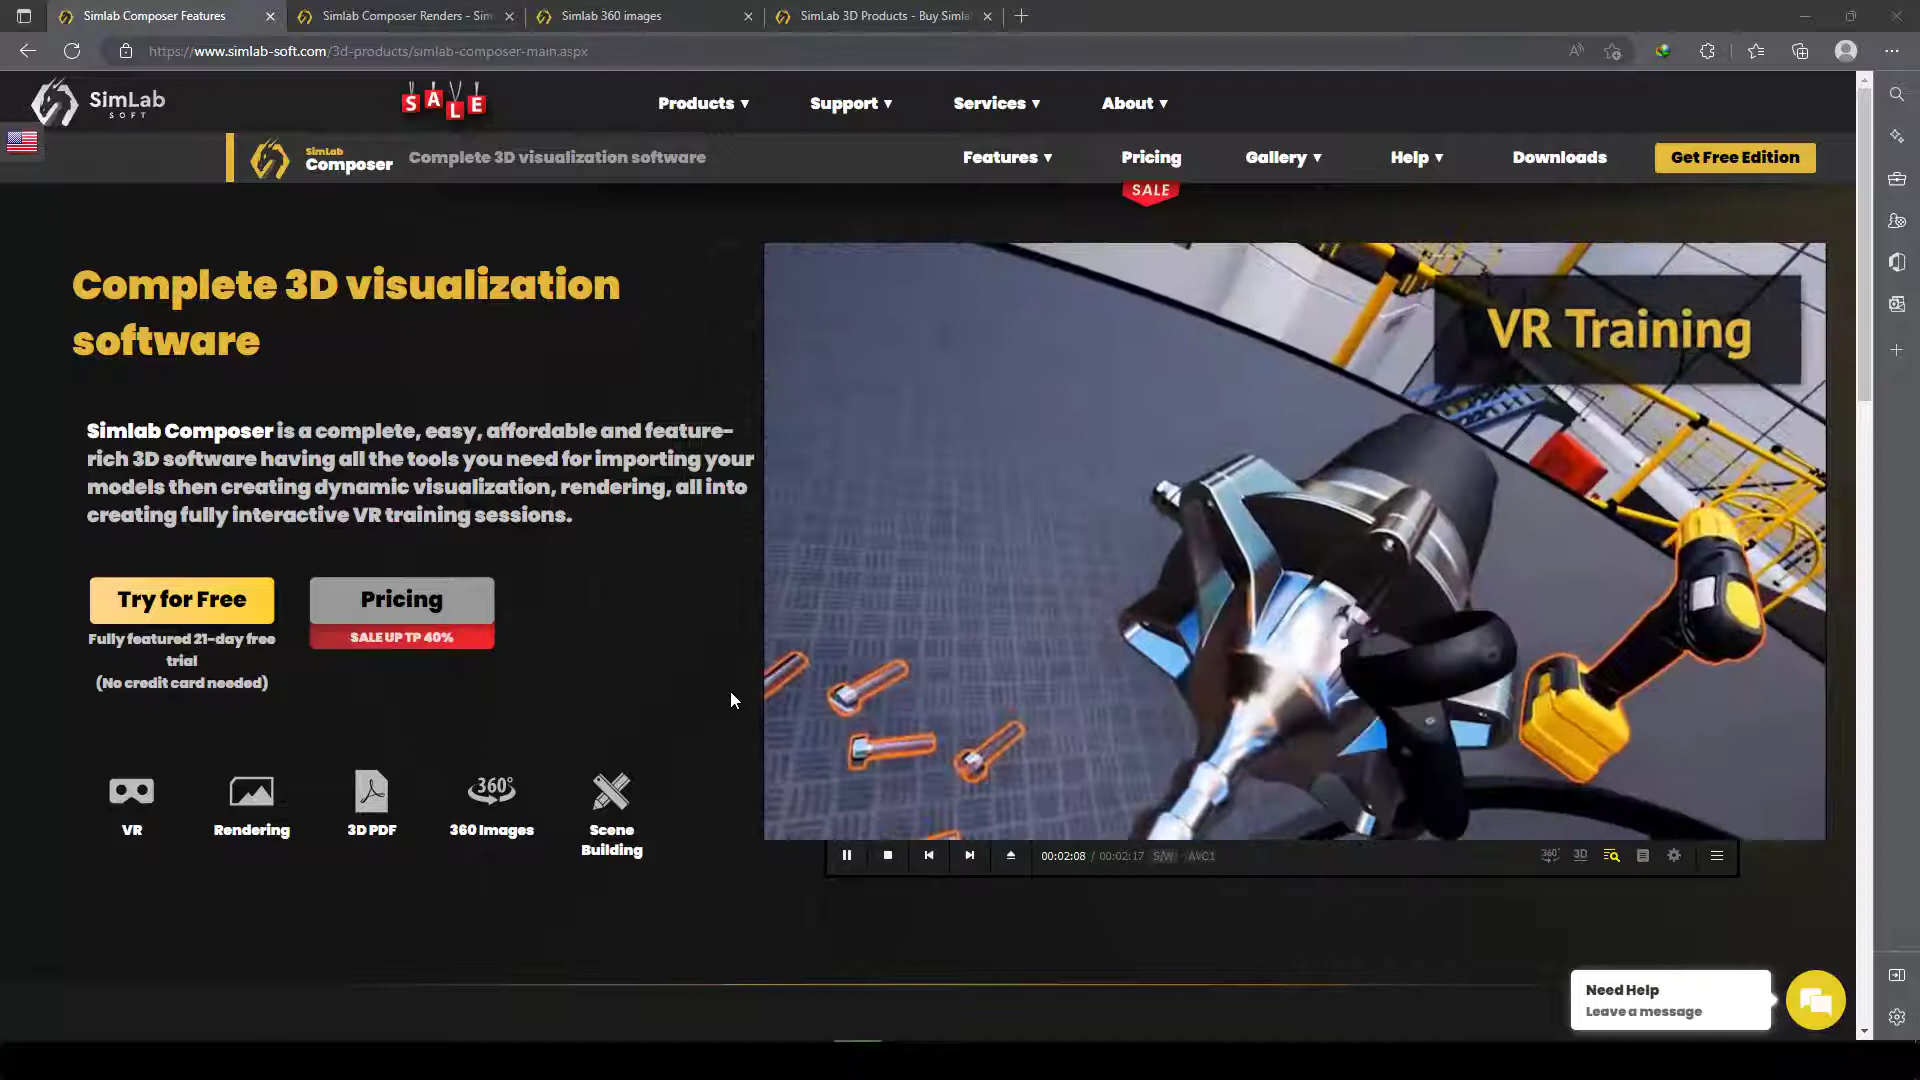 Simlab Composer Features
Simlab Composer Renders - Sim
Simlab 360 images
SimLab 3D Products - Buy Simla
https://www.simlab-soft.com/3d-products/simlab-composer-main.aspx
SimLab
SOFT
SALE
Products ▾
Support ▾
Services ▾
About ▾
SimLab
Composer
Complete 3D visualization software
Features ▾
Pricing
Gallery ▾
Help ▾
Downloads
Get Free Edition
SALE
Complete 3D visualization
software
VR Training
Simlab Composer is a complete, easy, affordable and feature-
rich 3D software having all the tools you need for importing your
models then creating dynamic visualization, rendering, all into
creating fully interactive VR training sessions.
Try for Free
Pricing
SALE UP TP 40%
Fully featured 21-day free
trial
(No credit card needed)
VR
Rendering
3D PDF
360°
360 Images
Scene
Building
00:02:08 / 00:02:17 S/W AVC1
360°
3D
Need Help
Leave a message